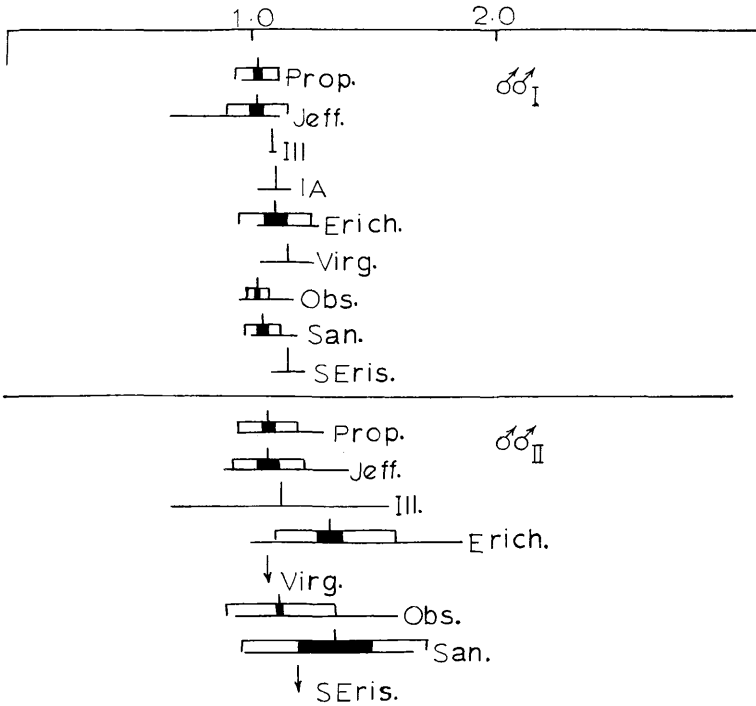 1.0 2.0
Prop. ♂♂I
Jeff.
Ill
IA
Erich.
Virg.
Obs.
San.
SEris.
Prop. ♂♂II
Jeff.
Ill.
Erich.
Virg.
Obs.
San.
SEris.